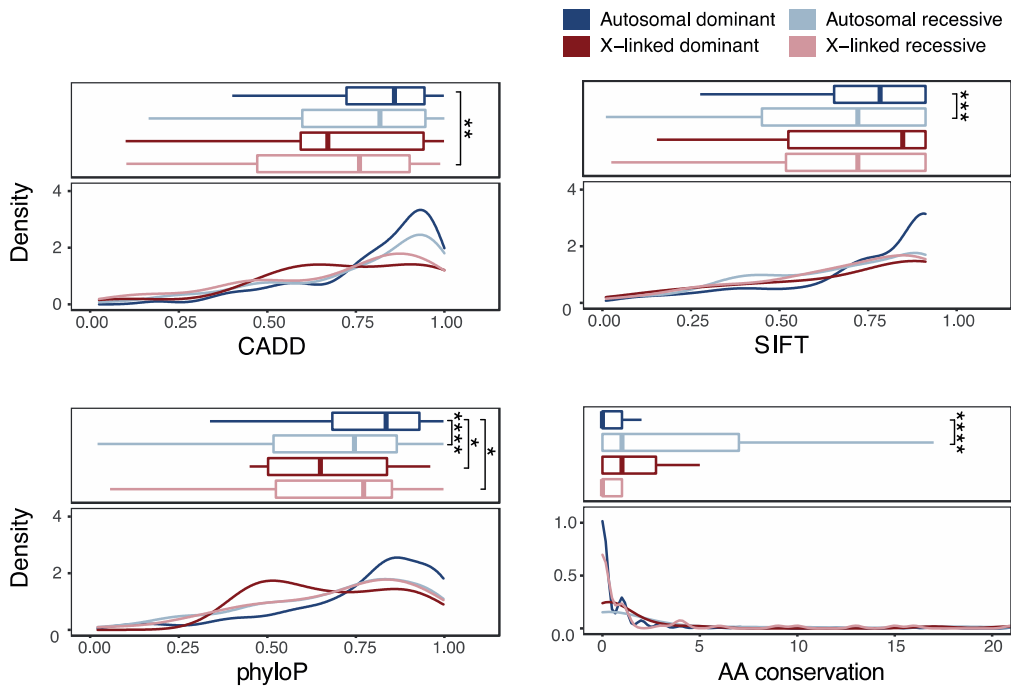 Autosomal dominant
Autosomal recessive
X-linked dominant
X-linked recessive
**
Density
4
2
0
0.00 0.25 0.50 0.75 1.00
CADD
***
4
2
0
0.00 0.25 0.50 0.75 1.00
SIFT
****
*
*
Density
4
2
0
0.00 0.25 0.50 0.75 1.00
phyloP
****
1.0
0.5
0.0
0 5 10 15 20
AA conservation